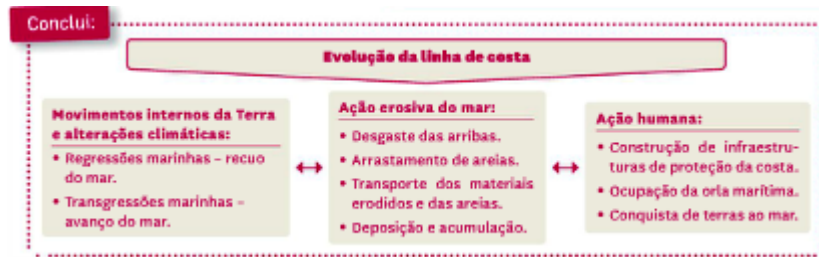 Conclui:
Evolução da linha de costa
Movimentos internos da Terra
e alterações climáticas:
• Regressões marinhas – recuo
do mar.
• Transgressões marinhas –
avanço do mar.
Ação erosiva do mar:
• Desgaste das arribas.
• Arrastamento de areias.
• Transporte dos materiais
erodidos e das areias.
• Deposição e acumulação.
Ação humana:
• Construção de infraestru-
turas de proteção da costa.
• Ocupação da orla marítima.
• Conquista de terras ao mar.